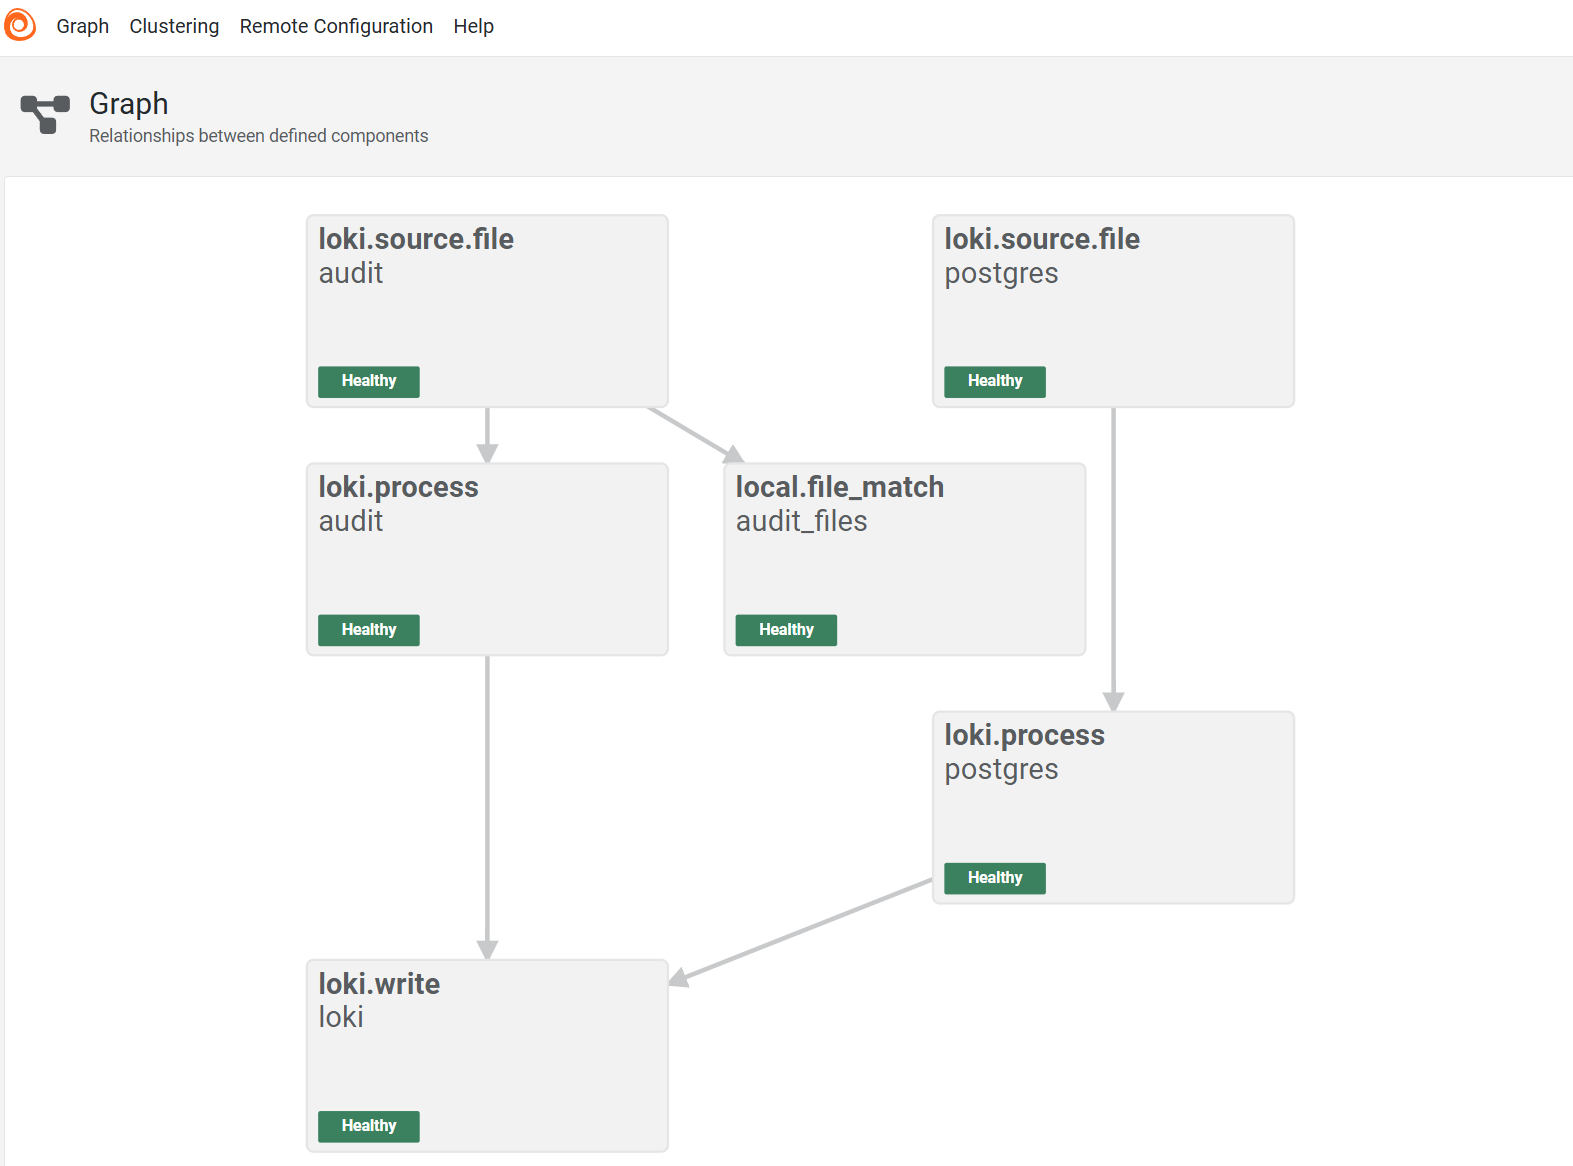 Graph Clustering Remote Configuration Help
Graph
Relationships between defined components
loki.source.file
audit
Healthy
loki.source.file
postgres
Healthy
loki.process
audit
Healthy
local.file_match
audit_files
Healthy
loki.process
postgres
Healthy
loki.write
loki
Healthy